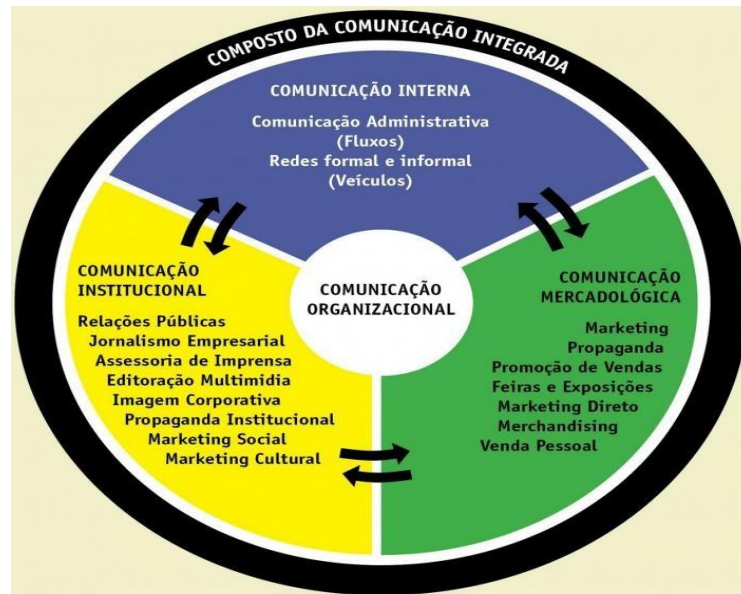 COMPOSTO DA COMUNICAÇÃO INTEGRADA
COMUNICAÇÃO INTERNA
Comunicação Administrativa
(Fluxos)
Redes formal e informal
(Veículos)
COMUNICAÇÃO
INSTITUCIONAL
Relações Públicas
Jornalismo Empresarial
Assessoria de Imprensa
Editoração Multimidia
Imagem Corporativa
Propaganda Institucional
Marketing Social
Marketing Cultural
COMUNICAÇÃO
ORGANIZACIONAL
COMUNICAÇÃO
MERCADOLÓGICA
Marketing
Propaganda
Promoção de Vendas
Feiras e Exposições
Marketing Direto
Merchandising
Venda Pessoal